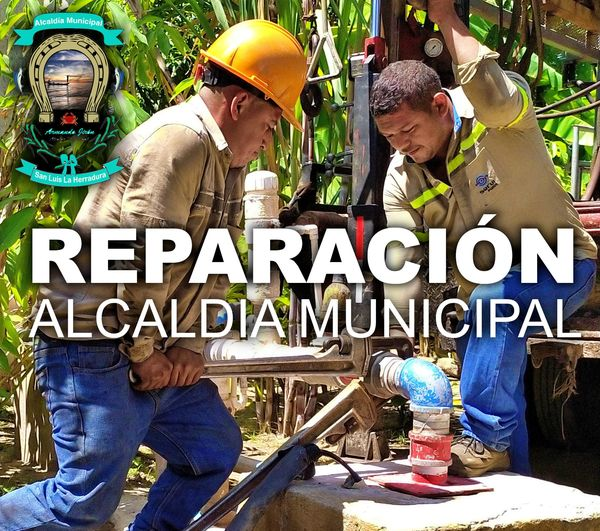 Alcaldía Municipal
San Luis La Herradura
REPARACIÓN
ALCALDIA MUNICIPAL